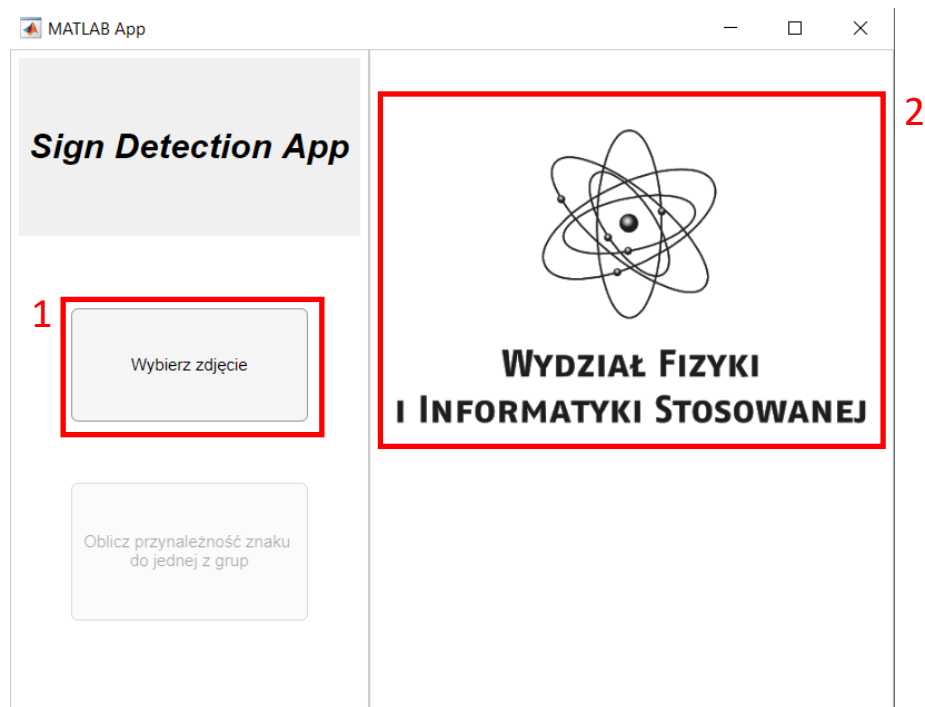 MATLAB App
Sign Detection App
1
Wybierz zdjęcie
Oblicz przynależność znaku
do jednej z grup
2
WYDZIAŁ FIZYKI
I INFORMATYKI STOSOWANEJ